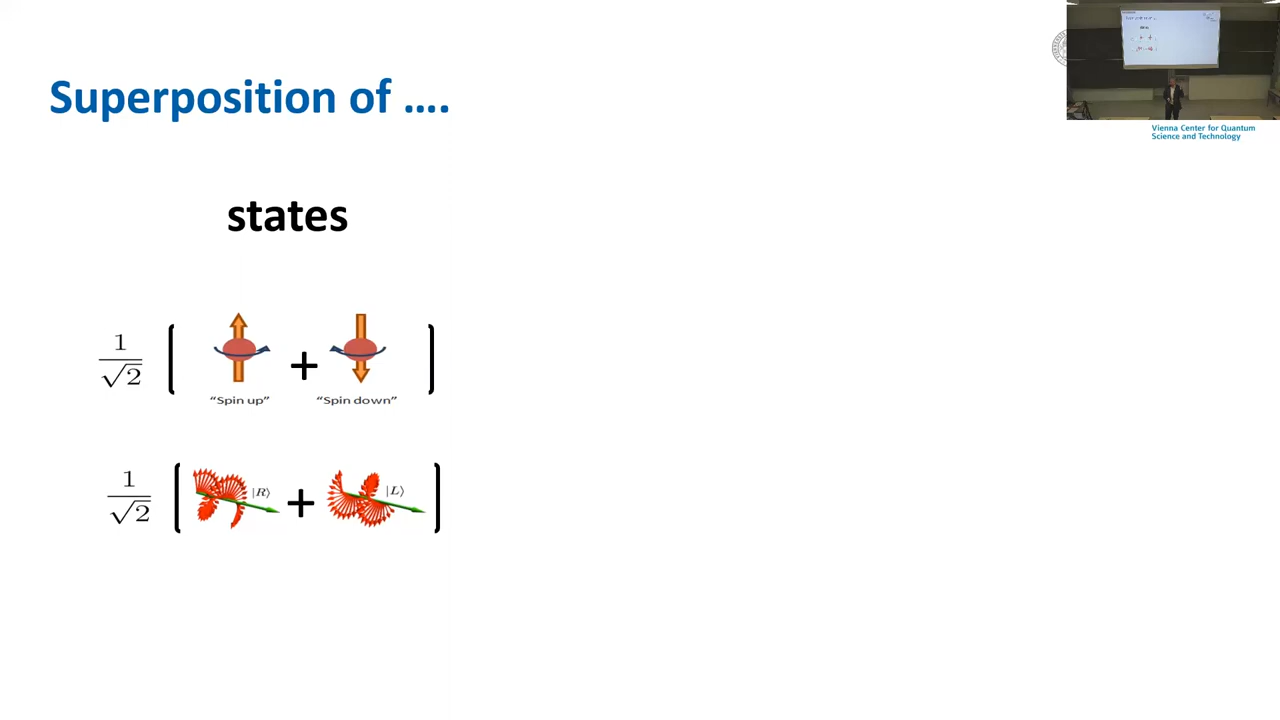 Superposition of ….
Vienna Center for Quantum
Science and Technology
states
1/√2 [ + ]
"Spin up" "Spin down"
1/√2 [ |R⟩ + |L⟩ ]